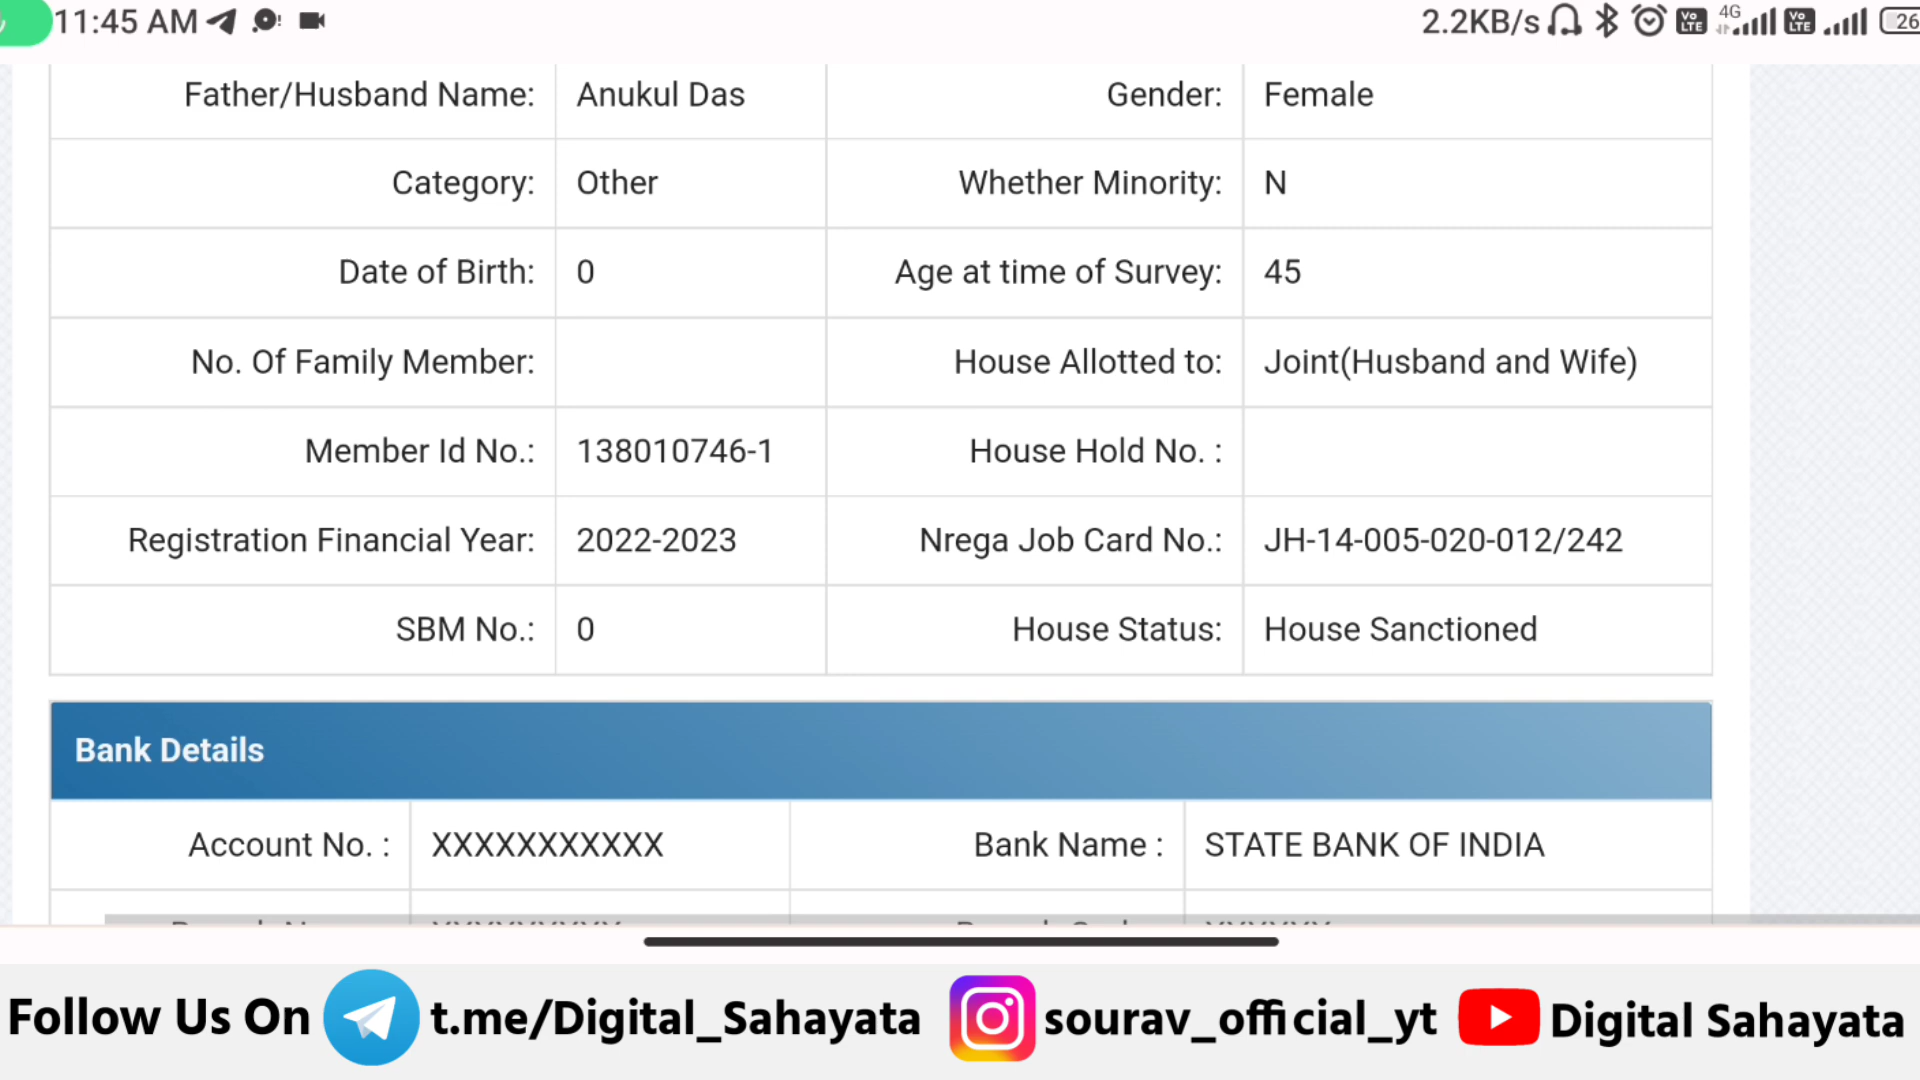 11:45 AM 2.2KB/s 4G 26
Father/Husband Name: Anukul Das Gender: Female
Category: Other Whether Minority: N
Date of Birth: 0 Age at time of Survey: 45
No. Of Family Member: House Allotted to: Joint(Husband and Wife)
Member Id No.: 138010746-1 House Hold No. :
Registration Financial Year: 2022-2023 Nrega Job Card No.: JH-14-005-020-012/242
SBM No.: 0 House Status: House Sanctioned
Bank Details
Account No. : XXXXXXXXXXX Bank Name : STATE BANK OF INDIA
Follow Us On t.me/Digital_Sahayata sourav_official_yt Digital Sahayata